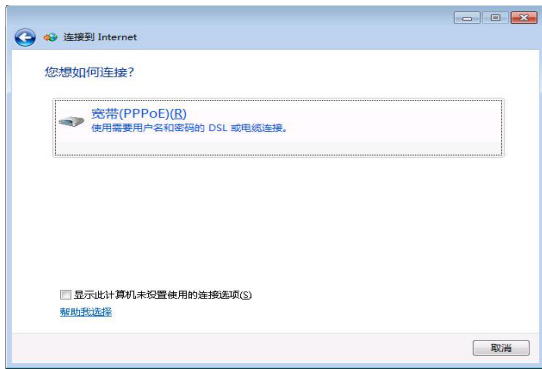 连接到 Internet
您想如何连接?
宽带(PPPoE)(R)
使用需要用户名和密码的 DSL 或电缆连接。
显示此计算机未设置使用的连接选项(S)
帮助我选择
取消